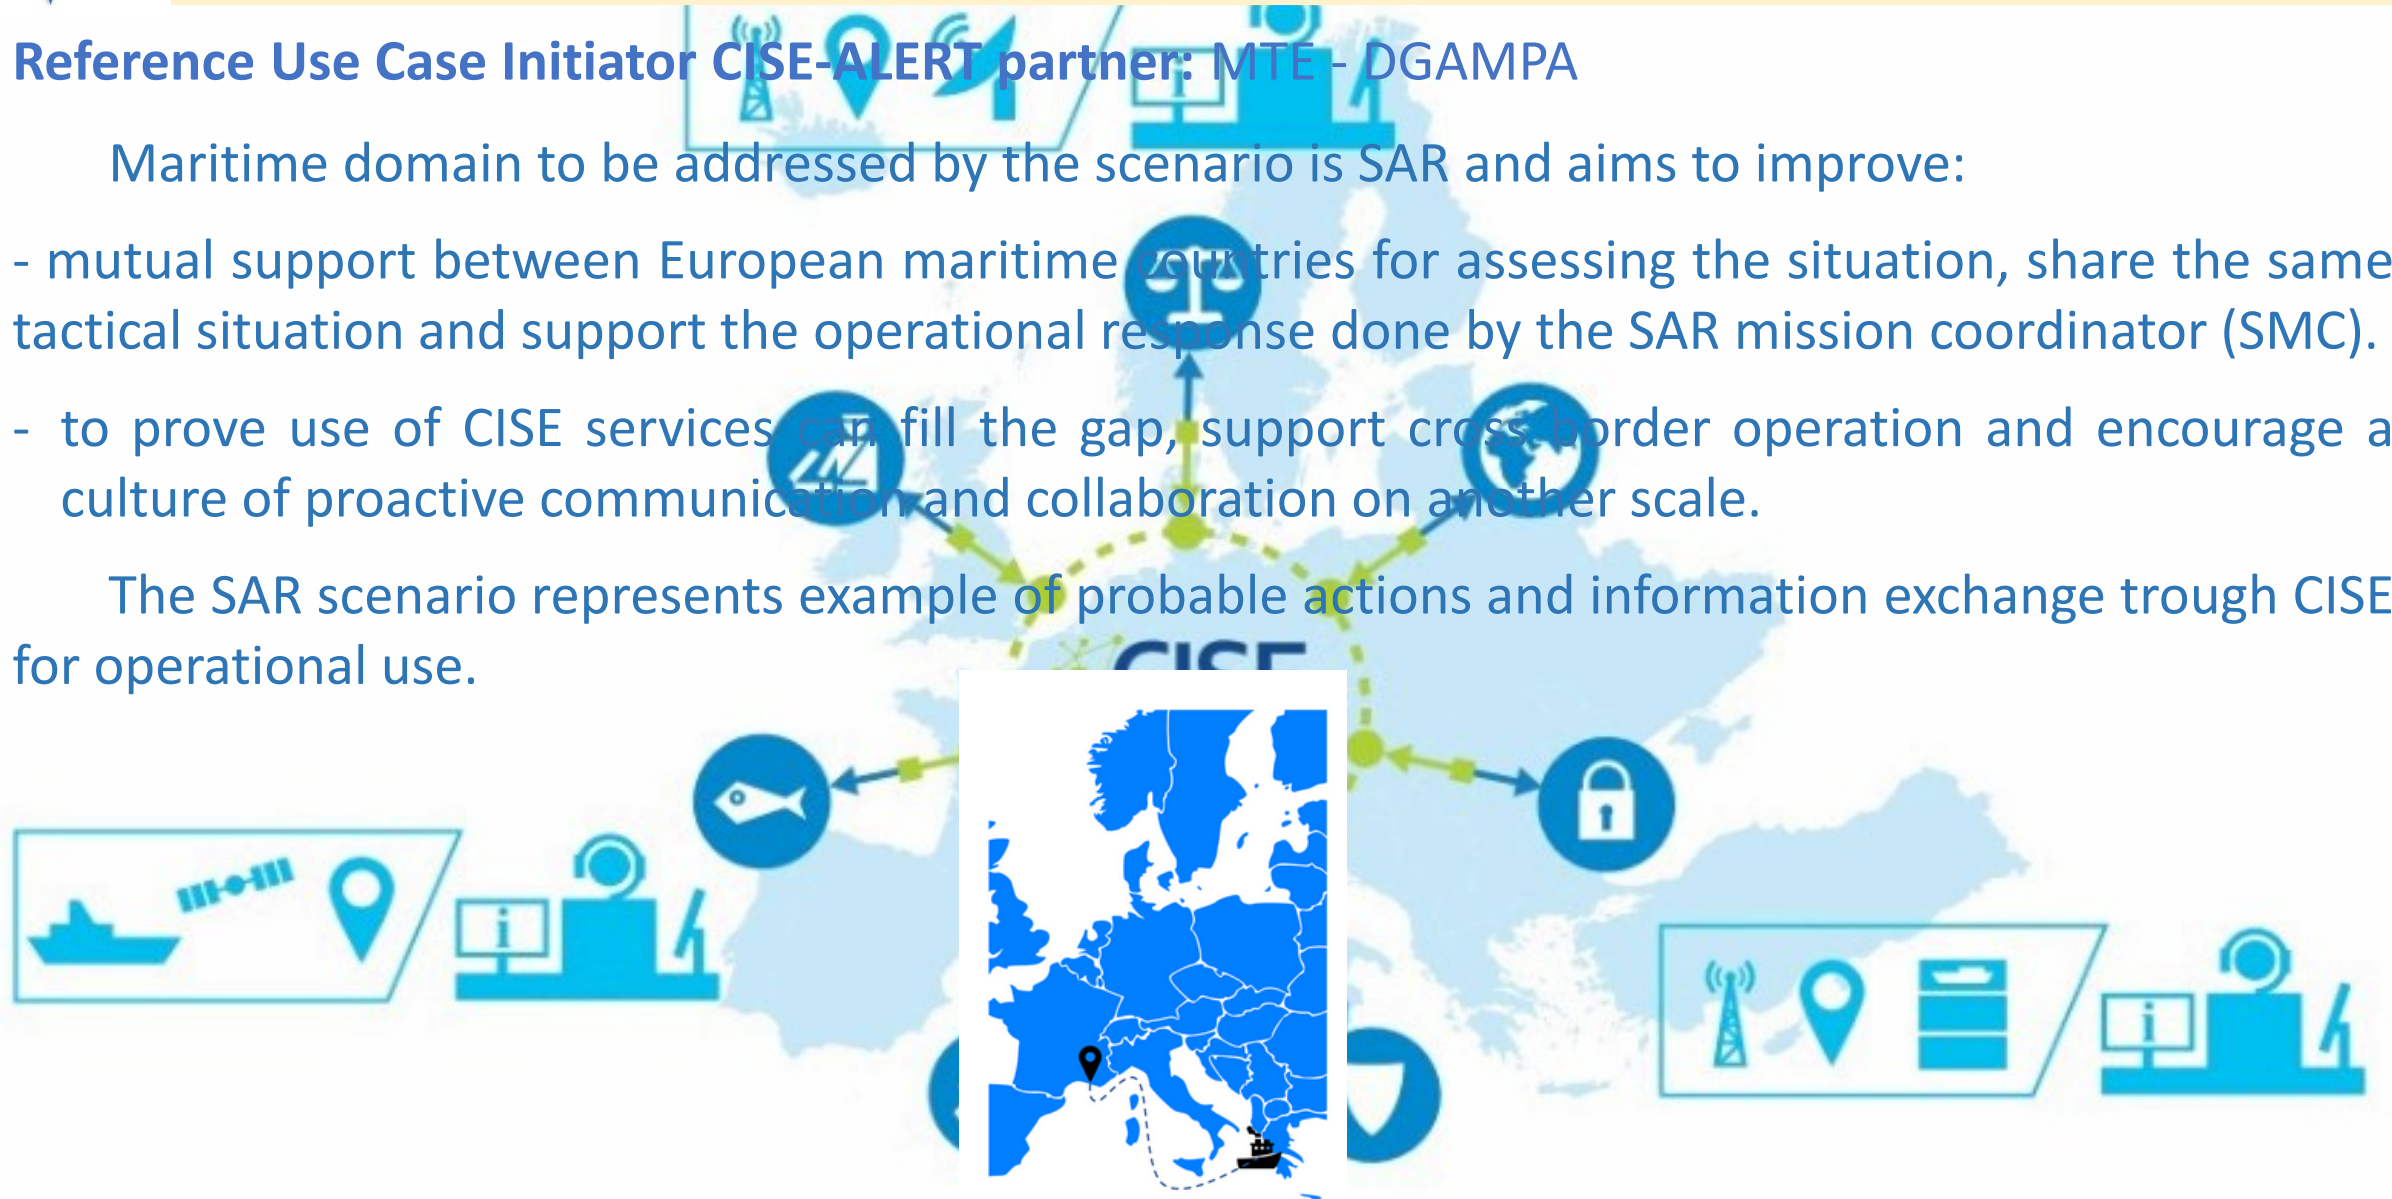 Reference Use Case Initiator CISE-ALERT partner: MTE - DGAMPA
Maritime domain to be addressed by the scenario is SAR and aims to improve:
- mutual support between European maritime countries for assessing the situation, share the same
tactical situation and support the operational response done by the SAR mission coordinator (SMC).
- to prove use of CISE services can fill the gap, support cross border operation and encourage a
culture of proactive communication and collaboration on another scale.
The SAR scenario represents example of probable actions and information exchange trough CISE
for operational use.
CISE
i
i
i